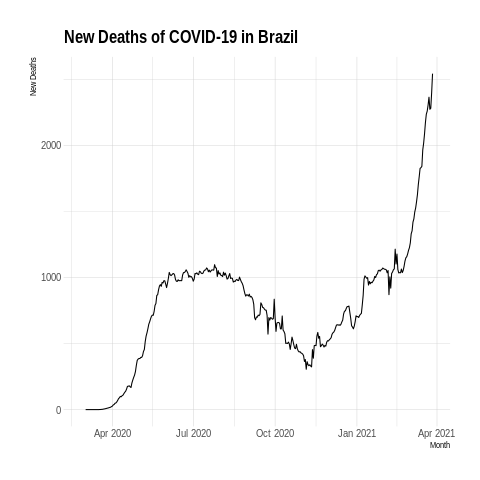 New Deaths of COVID-19 in Brazil
New Deaths
2000
1000
0
Apr 2020 Jul 2020 Oct 2020 Jan 2021 Apr 2021
Month